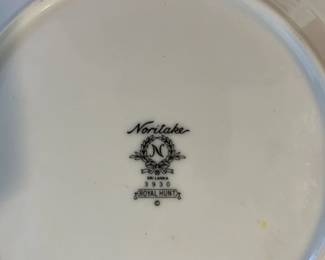 Noritake
N
SRI LANKA
3930
ROYAL HUNT
©